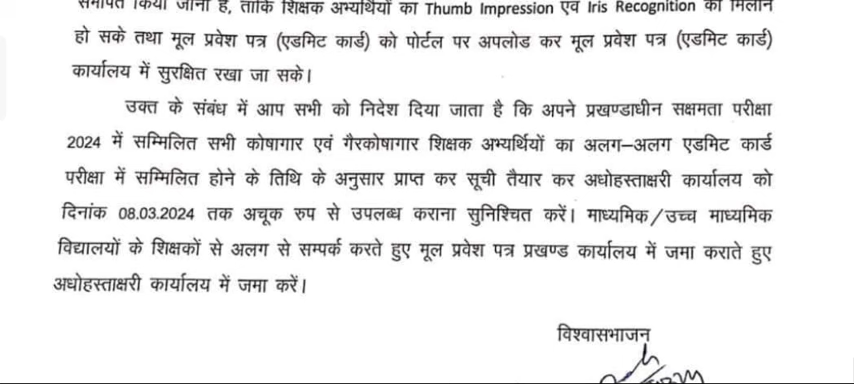 समर्पित किया जाना है, ताकि शिक्षक अभ्यर्थियों का Thumb Impression एवं Iris Recognition का मिलान
हो सके तथा मूल प्रवेश पत्र (एडमिट कार्ड) को पोर्टल पर अपलोड कर मूल प्रवेश पत्र (एडमिट कार्ड)
कार्यालय में सुरक्षित रखा जा सके।
उक्त के संबंध में आप सभी को निदेश दिया जाता है कि अपने प्रखण्डाधीन सक्षमता परीक्षा
2024 में सम्मिलित सभी कोषागार एवं गैरकोषागार शिक्षक अभ्यर्थियों का अलग–अलग एडमिट कार्ड
परीक्षा में सम्मिलित होने के तिथि के अनुसार प्राप्त कर सूची तैयार कर अधोहस्ताक्षरी कार्यालय को
दिनांक 08.03.2024 तक अचूक रुप से उपलब्ध कराना सुनिश्चित करें। माध्यमिक/उच्च माध्यमिक
विद्यालयों के शिक्षकों से अलग से सम्पर्क करते हुए मूल प्रवेश पत्र प्रखण्ड कार्यालय में जमा कराते हुए
अधोहस्ताक्षरी कार्यालय में जमा करें।
विश्वासभाजन